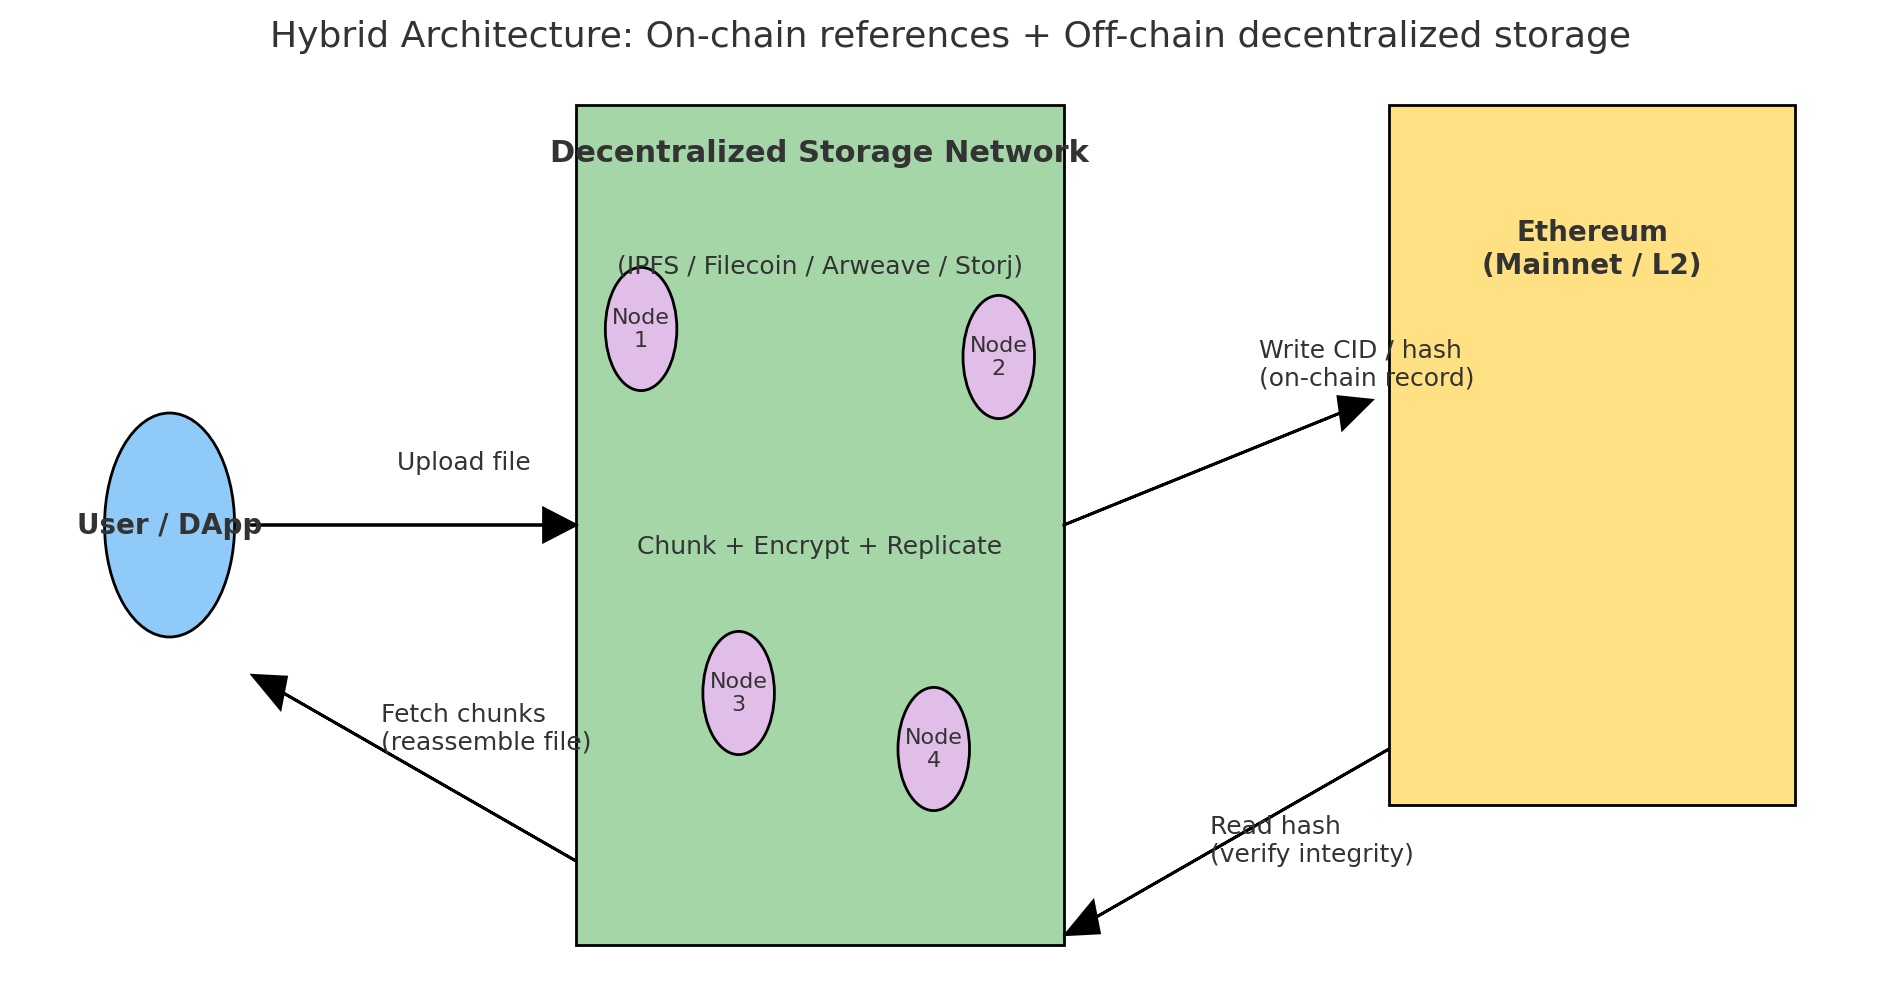 Hybrid Architecture: On-chain references + Off-chain decentralized storage
Decentralized Storage Network
(IPFS / Filecoin / Arweave / Storj)
Node
1
Node
2
Ethereum
(Mainnet / L2)
Write CID / hash
(on-chain record)
Upload file
User / DApp
Chunk + Encrypt + Replicate
Node
3
Node
4
Fetch chunks
(reassemble file)
Read hash
(verify integrity)